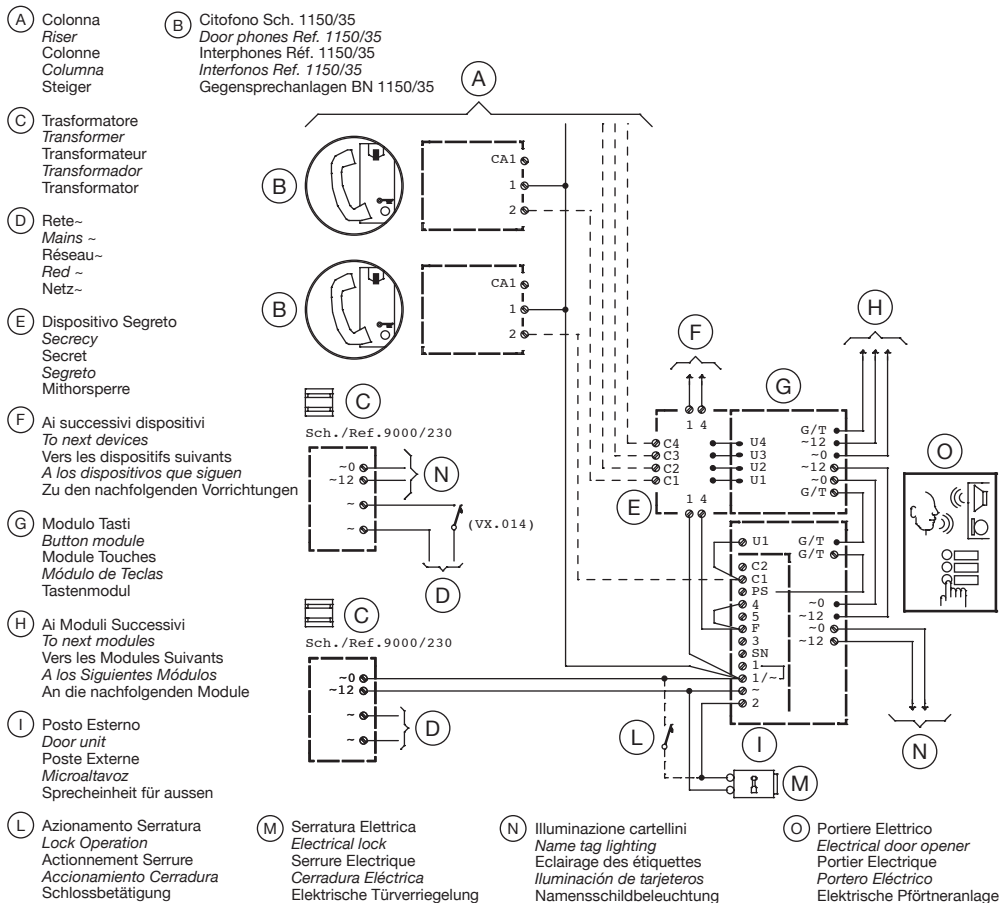 A Colonna
Riser
Colonne
Columna
Steiger
B Citofono Sch. 1150/35
Door phones Ref. 1150/35
Interphones Réf. 1150/35
Interfonos Ref. 1150/35
Gegensprechanlagen BN 1150/35
C Trasformatore
Transformer
Transformateur
Transformador
Transformator
D Rete~
Mains ~
Réseau~
Red ~
Netz~
E Dispositivo Segreto
Secrecy
Secret
Segreto
Mithorsperre
F Ai successivi dispositivi
To next devices
Vers les dispositifs suivants
A los dispositivos que siguen
Zu den nachfolgenden Vorrichtungen
G Modulo Tasti
Button module
Module Touches
Módulo de Teclas
Tastenmodul
H Ai Moduli Successivi
To next modules
Vers les Modules Suivants
A los Siguientes Módulos
An die nachfolgenden Module
I Posto Esterno
Door unit
Poste Externe
Microaltavoz
Sprecheinheit für aussen
A
B
CA1
1
2
B
CA1
1
2
C
Sch./Ref.9000/230
~0
~12
~
~
N
(VX.014)
D
C
Sch./Ref.9000/230
~0
~12
~
~
D
F
1 4
C4
C3
C2
C1
1 4
E
G
U4
U3
U2
U1
G/T
~12
~0
~12
~0
G/T
H
O
U1
C2
C1
PS
4
5
F
3
SN
1
1/~
~
2
G/T
G/T
~0
~12
~0
~12
I
N
L
M
L Azionamento Serratura
Lock Operation
Actionnement Serrure
Accionamiento Cerradura
Schlossbetätigung
M Serratura Elettrica
Electrical lock
Serrure Electrique
Cerradura Eléctrica
Elektrische Türverriegelung
N Illuminazione cartellini
Name tag lighting
Eclairage des étiquettes
Iluminación de tarjeteros
Namensschildbeleuchtung
O Portiere Elettrico
Electrical door opener
Portier Electrique
Portero Eléctrico
Elektrische Pförtneranlage